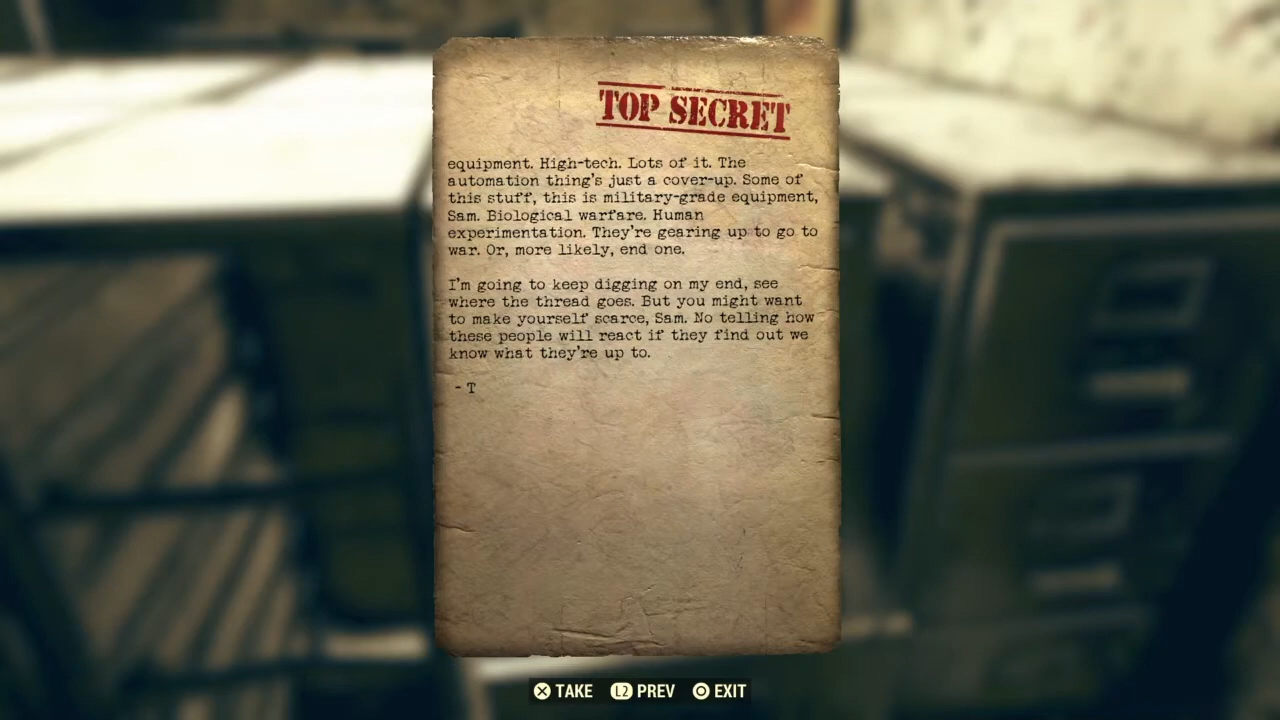 TOP SECRET
equipment. High-tech. Lots of it. The
automation thing's just a cover-up. Some of
this stuff, this is military-grade equipment,
Sam. Biological warfare. Human
experimentation. They're gearing up to go to
war. Or, more likely, end one.
I'm going to keep digging on my end, see
where the thread goes. But you might want
to make yourself scarce, Sam. No telling how
these people will react if they find out we
know what they're up to.
- T
TAKE L2 PREV EXIT